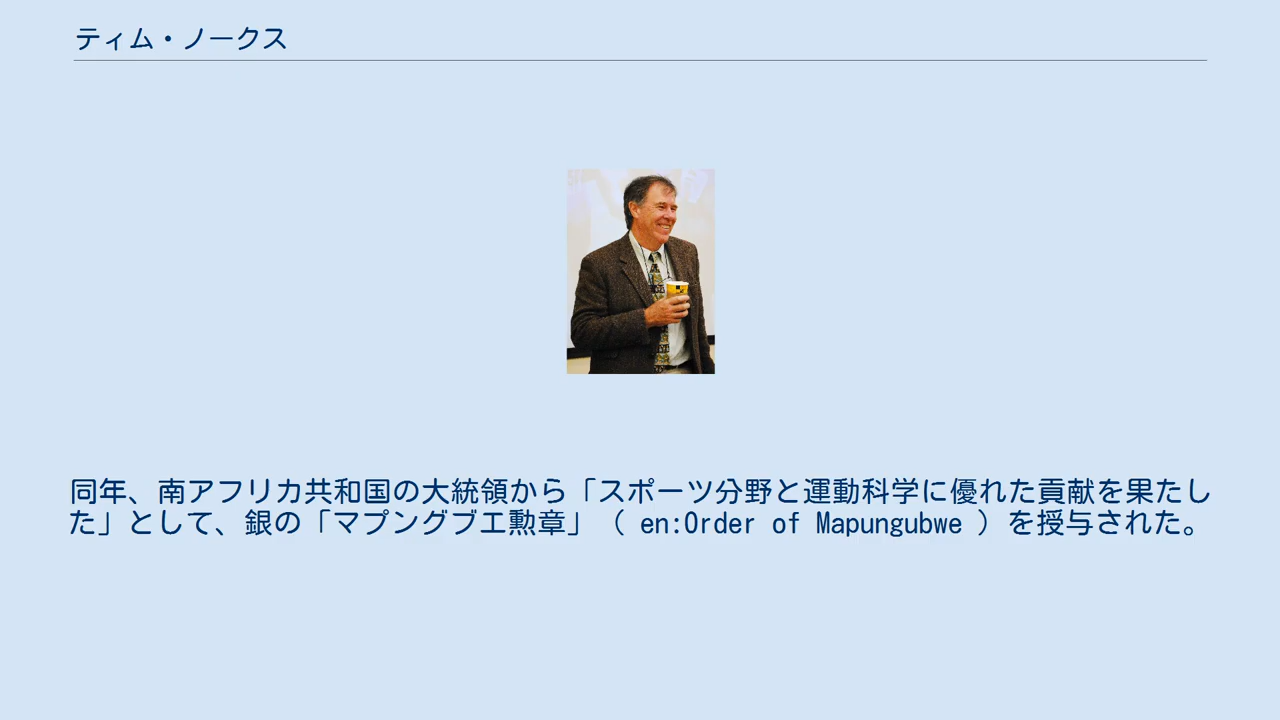 ティム・ノークス
同年、南アフリカ共和国の大統領から「スポーツ分野と運動科学に優れた貢献を果たし
た」として、銀の「マプングブエ勲章」（ en:Order of Mapungubwe ）を授与された。